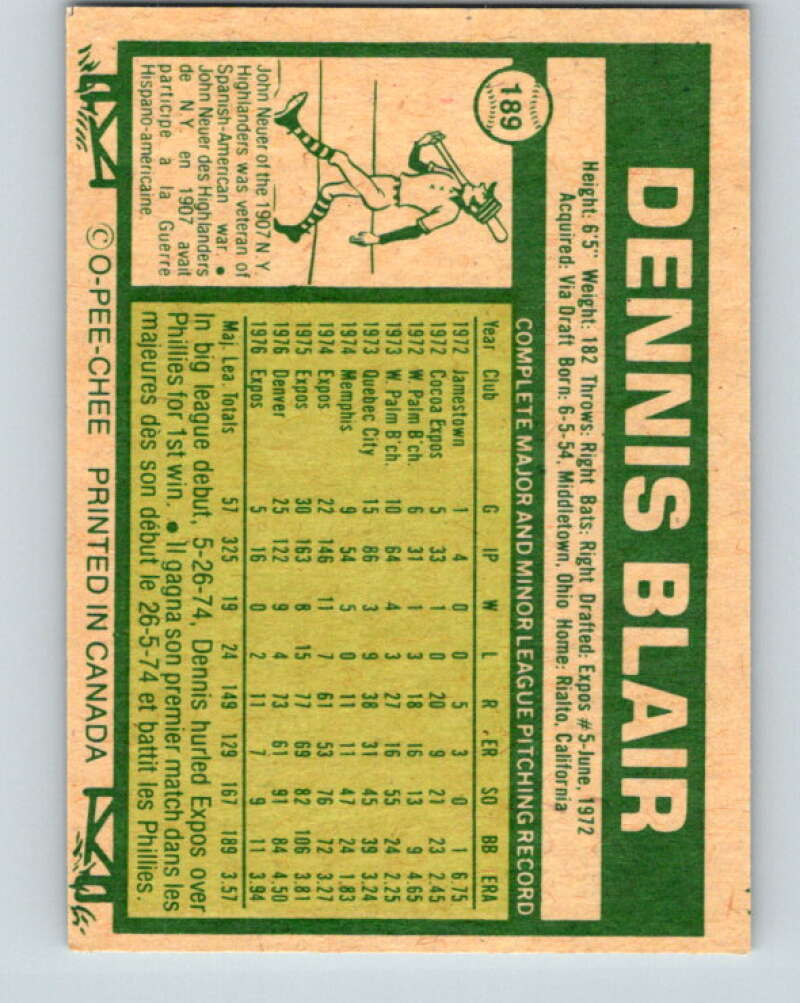 DENNIS BLAIR
189
Height: 6'5" Weight: 182 Throws: Right Bats: Right Drafted: Expos #5-June, 1972
Acquired: Via Draft Born: 6-5-54, Middletown, Ohio Home: Rialto, California
COMPLETE MAJOR AND MINOR LEAGUE PITCHING RECORD
Year Club G IP W L R ER SO BB ERA
1972 Jamestown 1 4 0 0 5 3 0 1 6.75
1972 Cocoa Expos 5 33 1 0 20 9 21 23 2.45
1972 W. Palm B'ch. 6 31 1 3 18 16 13 9 4.65
1973 W. Palm B'ch. 10 64 4 3 27 16 55 24 2.25
1973 Quebec City 15 86 3 9 38 31 45 39 3.24
1974 Memphis 9 54 5 0 11 11 47 24 1.83
1974 Expos 22 146 11 7 61 53 76 72 3.27
1975 Expos 30 163 8 15 77 69 82 106 3.81
1976 Denver 25 122 9 4 73 61 91 84 4.50
1976 Expos 5 16 0 2 11 7 9 11 3.94
Maj. Lea. Totals 57 325 19 24 149 129 167 189 3.57
In big league debut, 5-26-74, Dennis hurled Expos over
Phillies for 1st win. • Il gagna son premier match dans les
majeures dès son début le 26-5-74 et battit les Phillies.
John Neuer of the 1907 N.Y.
Highlanders was veteran of
Spanish-American war. •
John Neuer des Highlanders
de N.Y. en 1907 avait
participe a la Guerre
Hispano-americaine.
© O-PEE-CHEE PRINTED IN CANADA